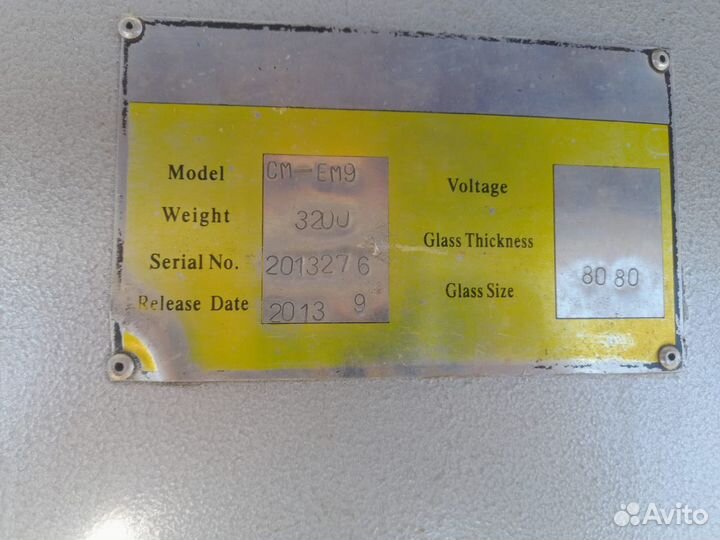 Model CM-EM9
Weight 3200
Serial No. 2013276
Release Date 2013 9
Voltage
Glass Thickness
Glass Size 80 80
Avito